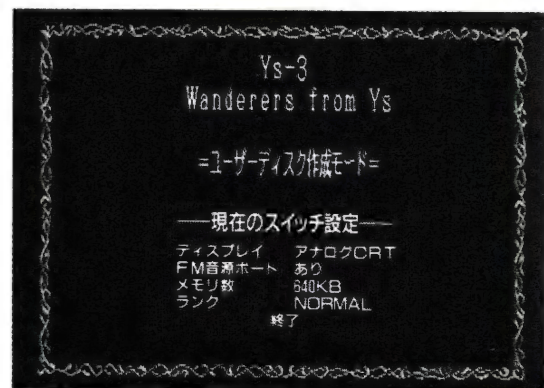 Ys-3
Wanderers from Ys
=ユーザーディスク作成モード=
——現在のスイッチ設定——
ディスプレイ アナログCRT
FM音源ボート あり
メモリ数 640KB
ランク NORMAL
終了